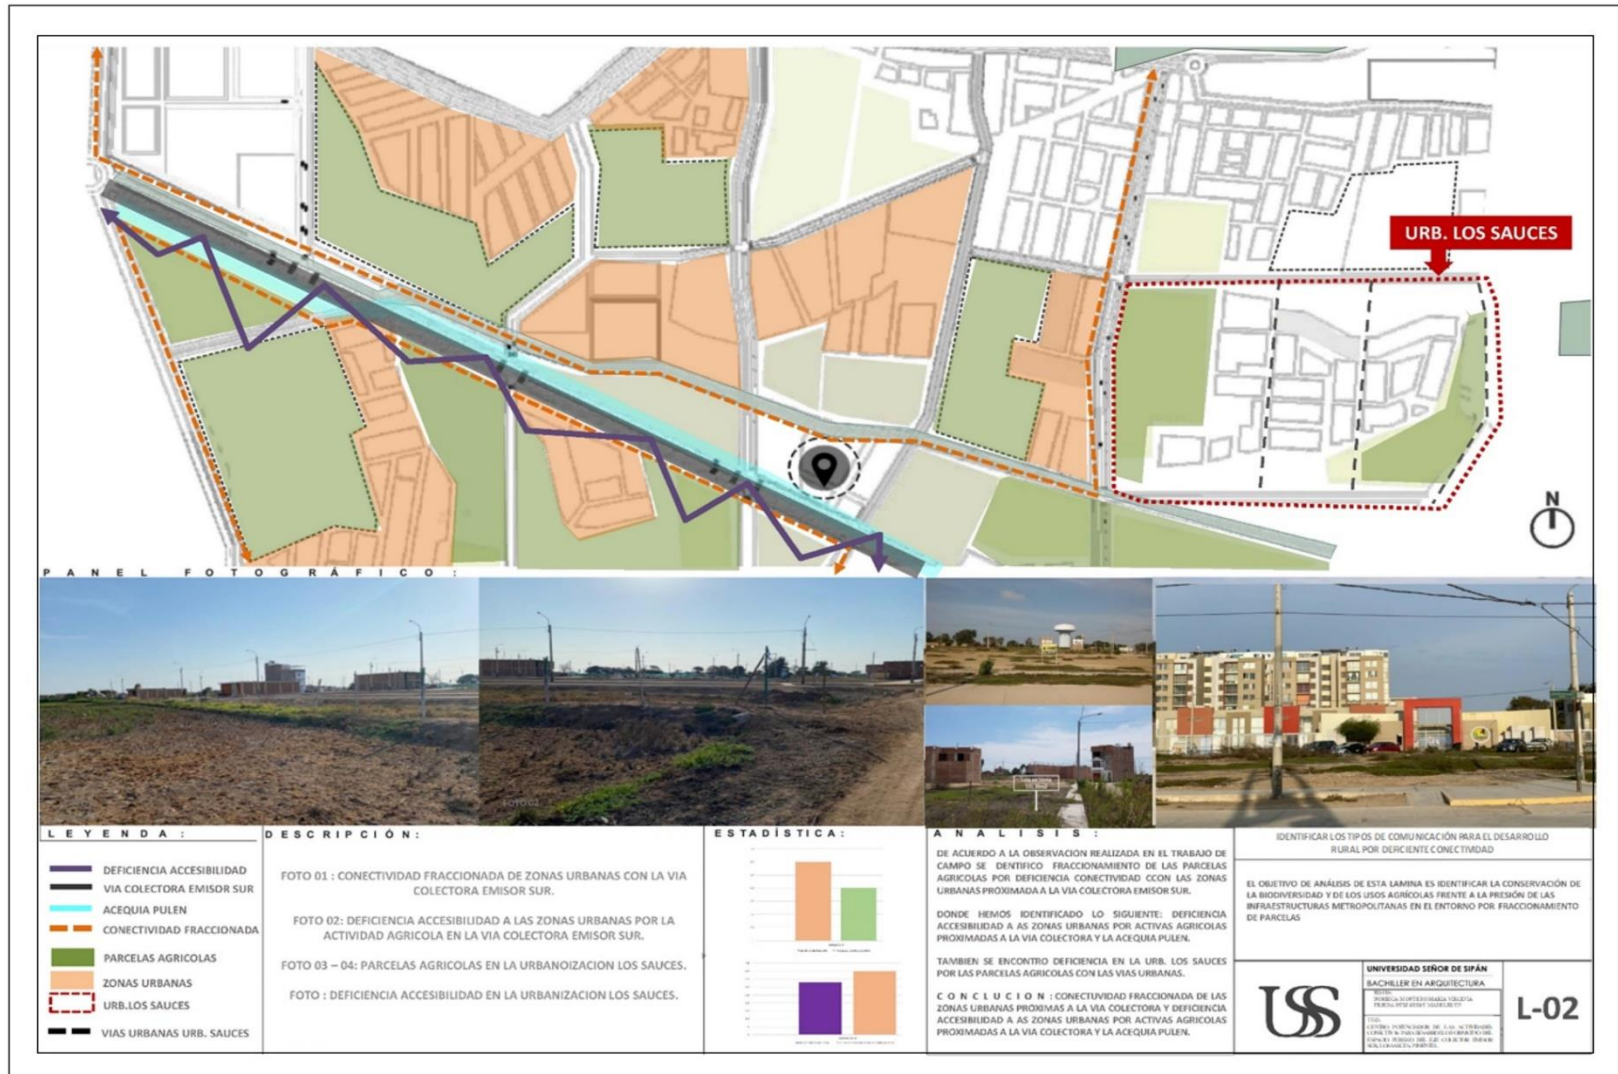 URB. LOS SAUCES
N
PANEL FOTOGRÁFICO:
FOTO 02
LEYENDA:
DEFICIENCIA ACCESIBILIDAD
VIA COLECTORA EMISOR SUR
ACEQUIA PULEN
CONECTIVIDAD FRACCIONADA
PARCELAS AGRICOLAS
ZONAS URBANAS
URB.LOS SAUCES
VIAS URBANAS URB. SAUCES
DESCRIPCIÓN:
FOTO 01 : CONECTIVIDAD FRACCIONADA DE ZONAS URBANAS CON LA VIA
COLECTORA EMISOR SUR.
FOTO 02: DEFICIENCIA ACCESIBILIDAD A LAS ZONAS URBANAS POR LA
ACTIVIDAD AGRICOLA EN LA VIA COLECTORA EMISOR SUR.
FOTO 03 – 04: PARCELAS AGRICOLAS EN LA URBANOIZACION LOS SAUCES.
FOTO : DEFICIENCIA ACCESIBILIDAD EN LA URBANIZACION LOS SAUCES.
ESTADÍSTICA:
ANALISIS:
DE ACUERDO A LA OBSERVACIÓN REALIZADA EN EL TRABAJO DE
CAMPO SE DENTIFICO FRACCIONAMIENTO DE LAS PARCELAS
AGRICOLAS POR DEFICIENCIA CONECTIVIDAD CCON LAS ZONAS
URBANAS PROXIMADA A LA VIA COLECTORA EMISOR SUR.
DONDE HEMOS IDENTIFICADO LO SIGUIENTE: DEFICIENCIA
ACCESIBILIDAD A AS ZONAS URBANAS POR ACTIVAS AGRICOLAS
PROXIMADAS A LA VIA COLECTORA Y LA ACEQUIA PULEN.
TAMBIEN SE ENCONTRO DEFICIENCIA EN LA URB. LOS SAUCES
POR LAS PARCELAS AGRICOLAS CON LAS VIAS URBANAS.
CONCLUCION : CONECTUVIDAD FRACCIONADA DE LAS
ZONAS URBANAS PROXIMAS A LA VIA COLECTORA Y DEFICIENCIA
ACCESIBILIDAD A AS ZONAS URBANAS POR ACTIVAS AGRICOLAS
PROXIMADAS A LA VIA COLECTORA Y LA ACEQUIA PULEN.
IDENTIFICAR LOS TIPOS DE COMUNICACIÓN PARA EL DESARROLLO
RURAL POR DEFICIENTE CONECTIVIDAD
EL OBJETIVO DE ANÁLISIS DE ESTA LAMINA ES IDENTIFICAR LA CONSERVACIÓN DE
LA BIODIVERSIDAD Y DE LOS USOS AGRÍCOLAS FRENTE A LA PRESIÓN DE LAS
INFRAESTRUCTURAS METROPOLITANAS EN EL ENTORNO POR FRACCIONAMIENTO
DE PARCELAS
USS
UNIVERSIDAD SEÑOR DE SIPÁN
BACHILLER EN ARQUITECTURA
L-02